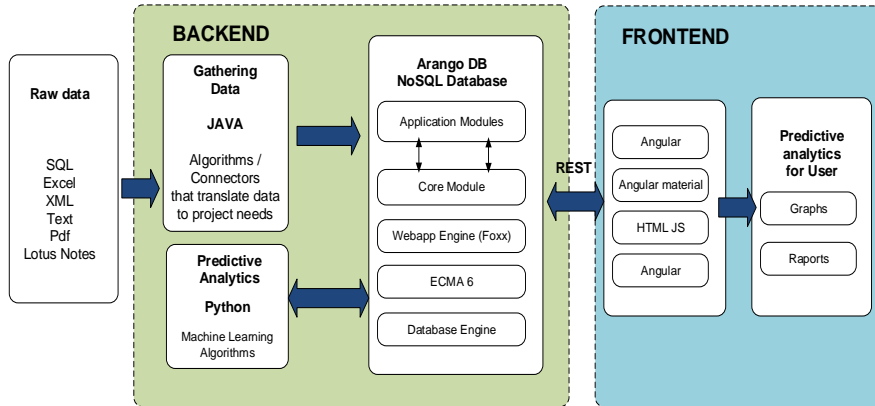 BACKEND
FRONTEND
Raw data
SQL
Excel
XML
Text
Pdf
Lotus Notes
Gathering
Data
JAVA
Algorithms /
Connectors
that translate data
to project needs
Predictive
Analytics
Python
Machine Learning
Algorithms
Arango DB
NoSQL Database
Application Modules
Core Module
Webapp Engine (Foxx)
ECMA 6
Database Engine
REST
Angular
Angular material
HTML JS
Angular
Predictive
analytics
for User
Graphs
Raports